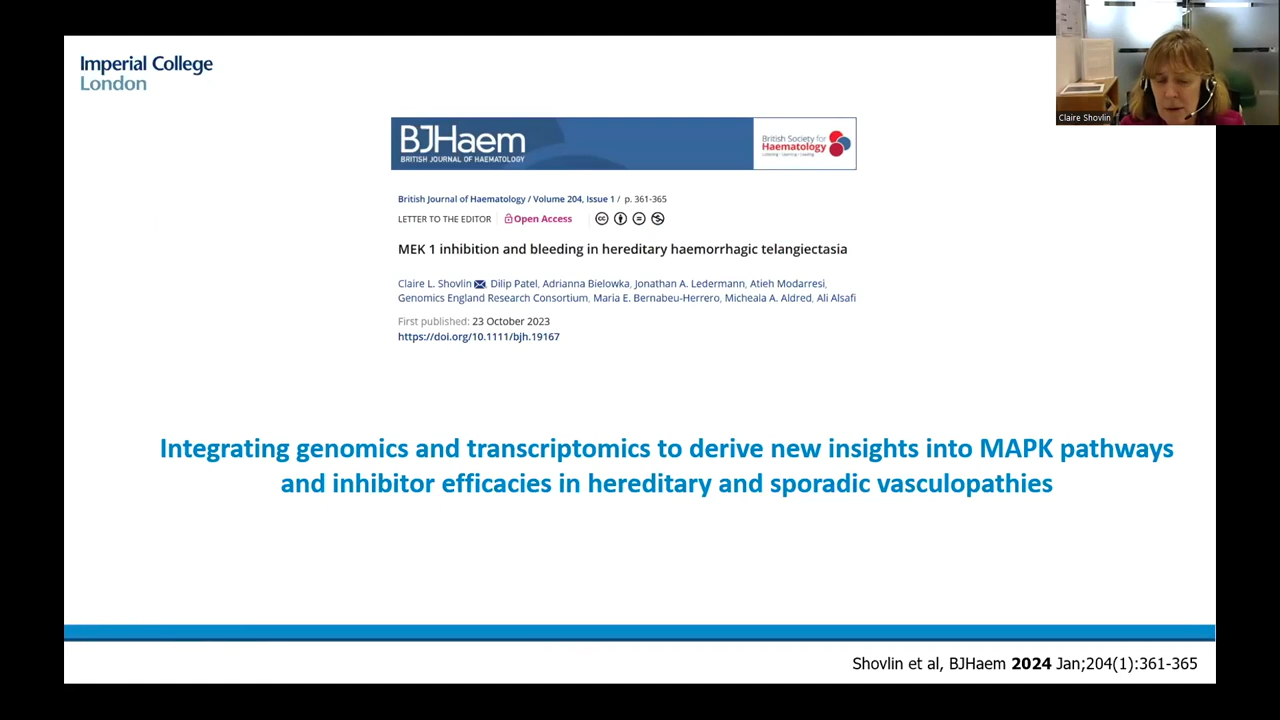 Imperial College
London
Claire Shovlin
BJHaem
BRITISH JOURNAL OF HAEMATOLOGY
British Society for
Haematology
British Journal of Haematology / Volume 204, Issue 1 / p. 361-365
LETTER TO THE EDITOR Open Access
MEK 1 inhibition and bleeding in hereditary haemorrhagic telangiectasia
Claire L. Shovlin, Dilip Patel, Adrianna Bielowka, Jonathan A. Ledermann, Atieh Modarresi,
Genomics England Research Consortium, Maria E. Bernabeu-Herrero, Micheala A. Aldred, Ali Alsafi
First published: 23 October 2023
https://doi.org/10.1111/bjh.19167
Integrating genomics and transcriptomics to derive new insights into MAPK pathways
and inhibitor efficacies in hereditary and sporadic vasculopathies
Shovlin et al, BJHaem 2024 Jan;204(1):361-365